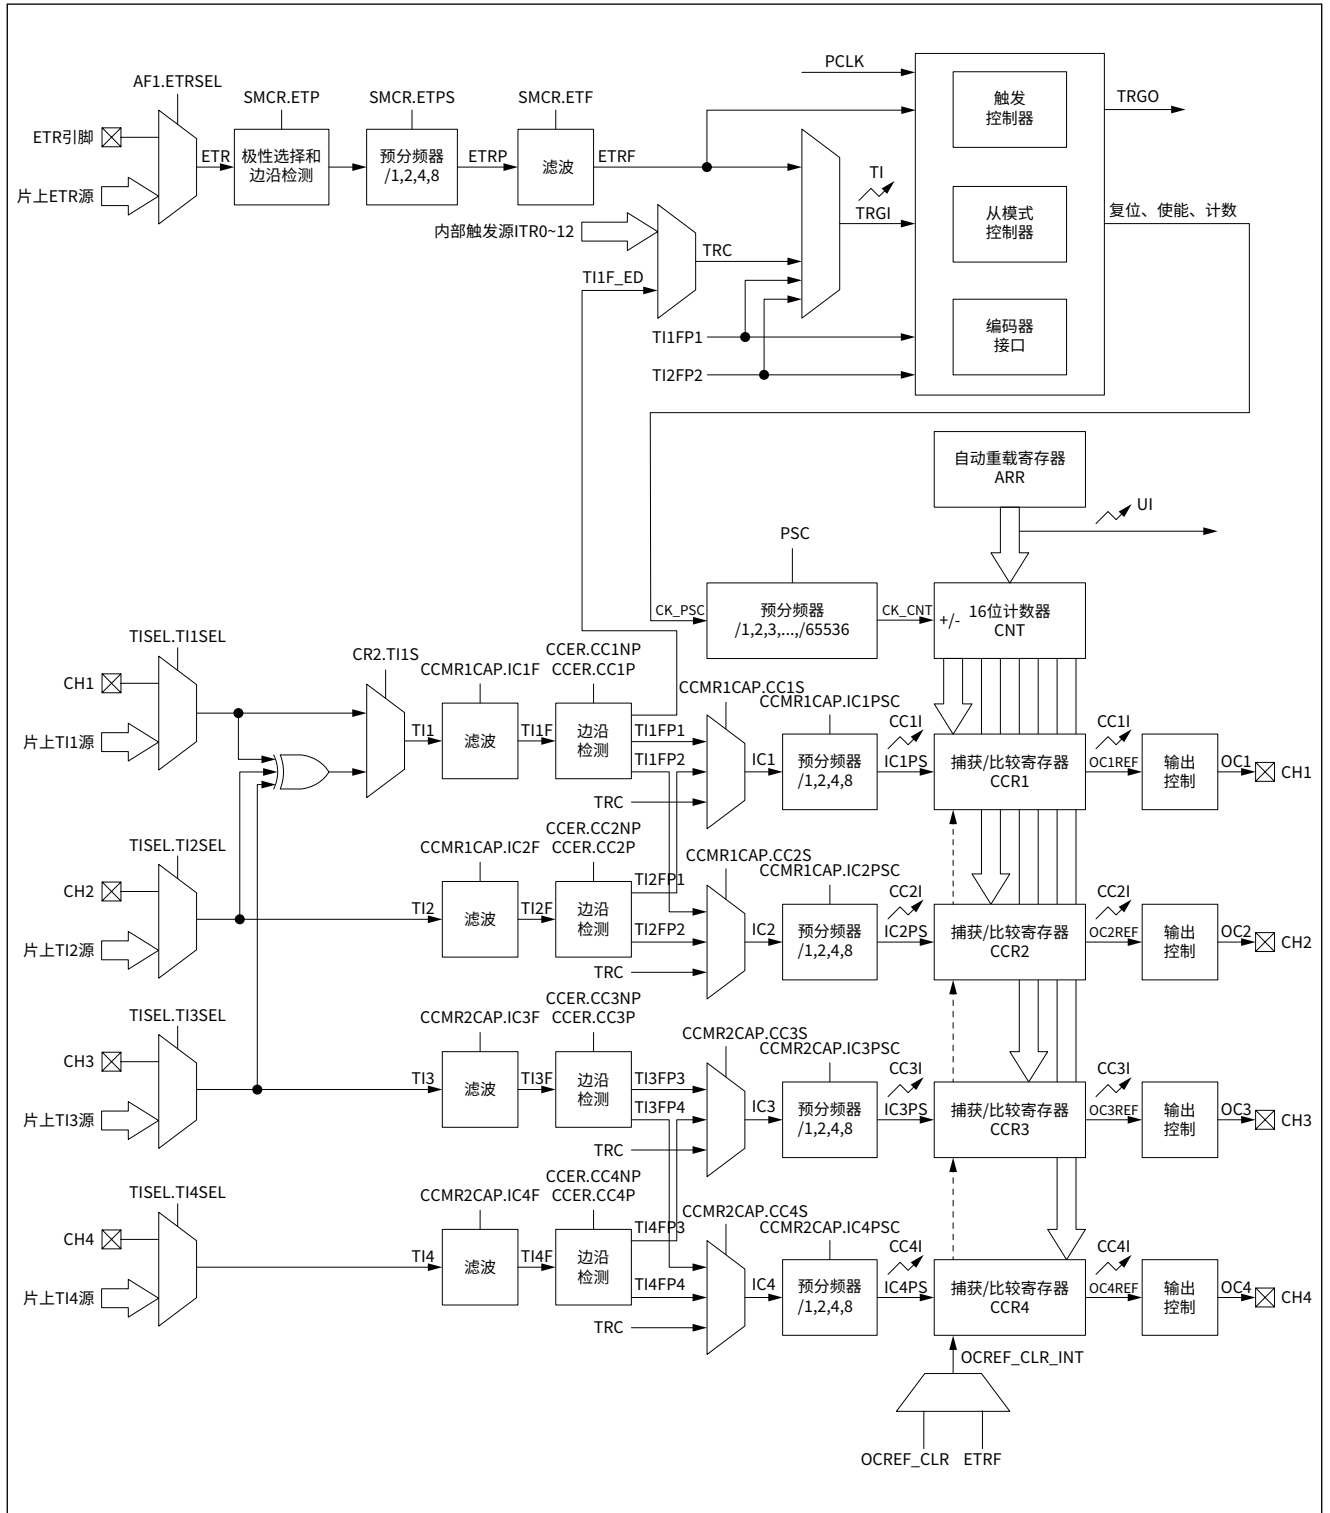 PCLK
AF1.ETRSEL
SMCR.ETP
SMCR.ETPS
SMCR.ETF
触发
控制器
TRGO
ETR引脚
ETR
极性选择和
边沿检测
预分频器
/1,2,4,8
ETRP
滤波
ETRF
片上ETR源
TI
TRGI
从模式
控制器
复位、使能、计数
内部触发源ITR0~12
TRC
TI1F_ED
TI1FP1
编码器
接口
TI2FP2
自动重载寄存器
ARR
UI
PSC
CK_PSC
预分频器
/1,2,3,...,/65536
CK_CNT
+/-
16位计数器
CNT
TISEL.TI1SEL
CR2.TI1S
CCMR1CAP.IC1F
CCER.CC1NP
CCER.CC1P
CCMR1CAP.CC1S
CCMR1CAP.IC1PSC
CH1
片上TI1源
TI1
滤波
TI1F
边沿
检测
TI1FP1
TI1FP2
TRC
IC1
预分频器
/1,2,4,8
CC1I
IC1PS
捕获/比较寄存器
CCR1
CC1I
OC1REF
输出
控制
OC1
CH1
TISEL.TI2SEL
CCMR1CAP.IC2F
CCER.CC2NP
CCER.CC2P
CCMR1CAP.CC2S
CCMR1CAP.IC2PSC
CH2
片上TI2源
TI2
滤波
TI2F
边沿
检测
TI2FP1
TI2FP2
TRC
IC2
预分频器
/1,2,4,8
CC2I
IC2PS
捕获/比较寄存器
CCR2
CC2I
OC2REF
输出
控制
OC2
CH2
TISEL.TI3SEL
CCMR2CAP.IC3F
CCER.CC3NP
CCER.CC3P
CCMR2CAP.CC3S
CCMR2CAP.IC3PSC
CH3
片上TI3源
TI3
滤波
TI3F
边沿
检测
TI3FP3
TI3FP4
TRC
IC3
预分频器
/1,2,4,8
CC3I
IC3PS
捕获/比较寄存器
CCR3
CC3I
OC3REF
输出
控制
OC3
CH3
TISEL.TI4SEL
CCMR2CAP.IC4F
CCER.CC4NP
CCER.CC4P
CCMR2CAP.CC4S
CCMR2CAP.IC4PSC
CH4
片上TI4源
TI4
滤波
TI4F
边沿
检测
TI4FP3
TI4FP4
TRC
IC4
预分频器
/1,2,4,8
CC4I
IC4PS
捕获/比较寄存器
CCR4
CC4I
OC4REF
输出
控制
OC4
CH4
OCREF_CLR_INT
OCREF_CLR
ETRF